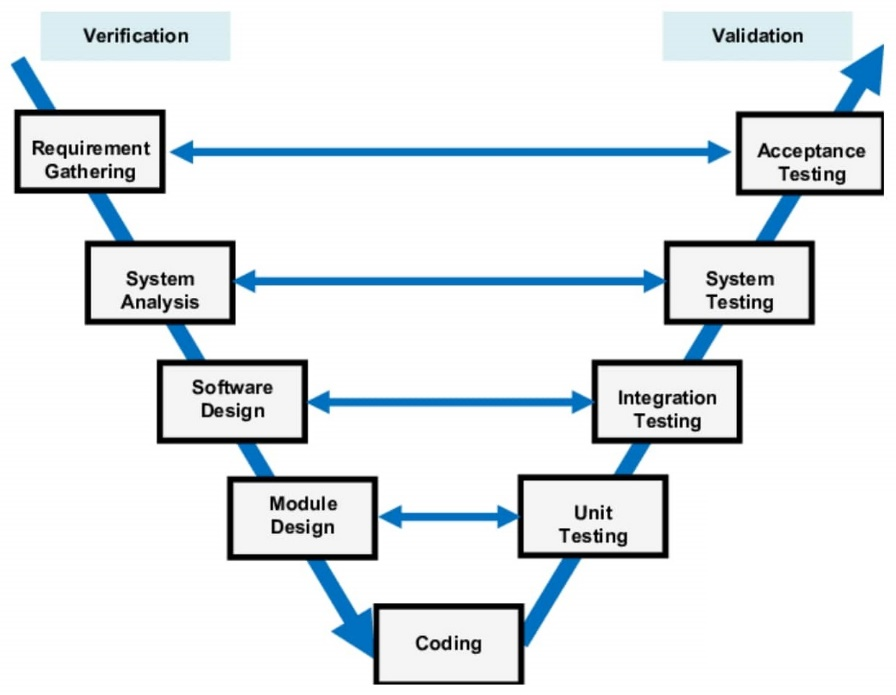 Verification
Validation
Requirement
Gathering
Acceptance
Testing
System
Analysis
System
Testing
Software
Design
Integration
Testing
Module
Design
Unit
Testing
Coding